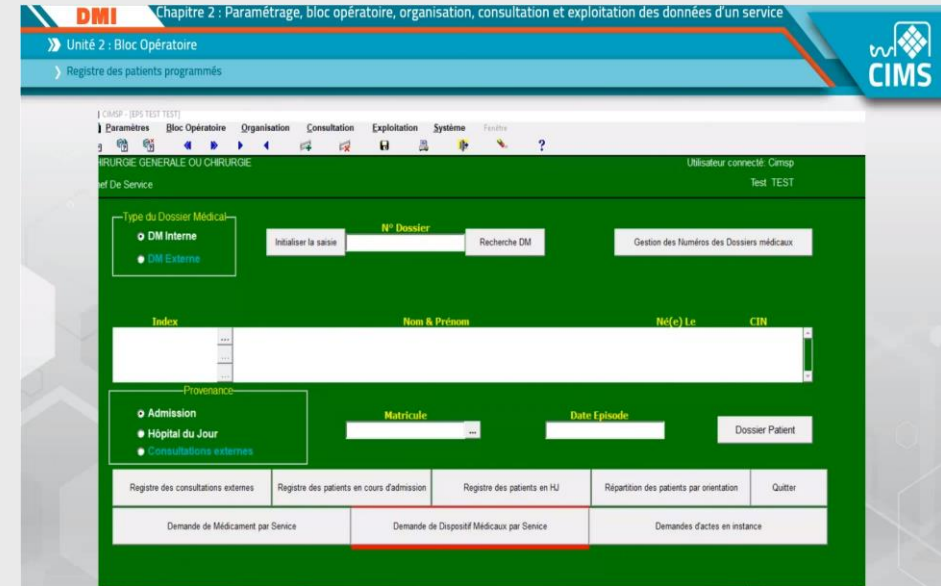 DMI Chapitre 2 : Paramétrage, bloc opératoire, organisation, consultation et exploitation des données d'un service
Unité 2 : Bloc Opératoire
Registre des patients programmés
CIMS
CIMSP - [EPS TEST TEST]
Paramètres Bloc Opératoire Organisation Consultation Exploitation Système Fenêtre
?
HIRURGIE GENERALE OU CHIRURGIE Utilisateur connecté: Cimsp
ef De Service Test TEST
Type du Dossier Médical
DM Interne
DM Externe
Initialiser la saisie
N° Dossier
Recherche DM
Gestion des Numéros des Dossiers médicaux
Index Nom & Prénom Né(e) Le CIN
...
...
...
Provenance
Admission
Hôpital du Jour
Consultations externes
Matricule
...
Date Episode
Dossier Patient
Registre des consultations externes Registre des patients en cours d'admission Registre des patients en HJ Répartition des patients par orientation Quitter
Demande de Médicament par Service Demande de Dispositif Médicaux par Service Demandes d'actes en instance